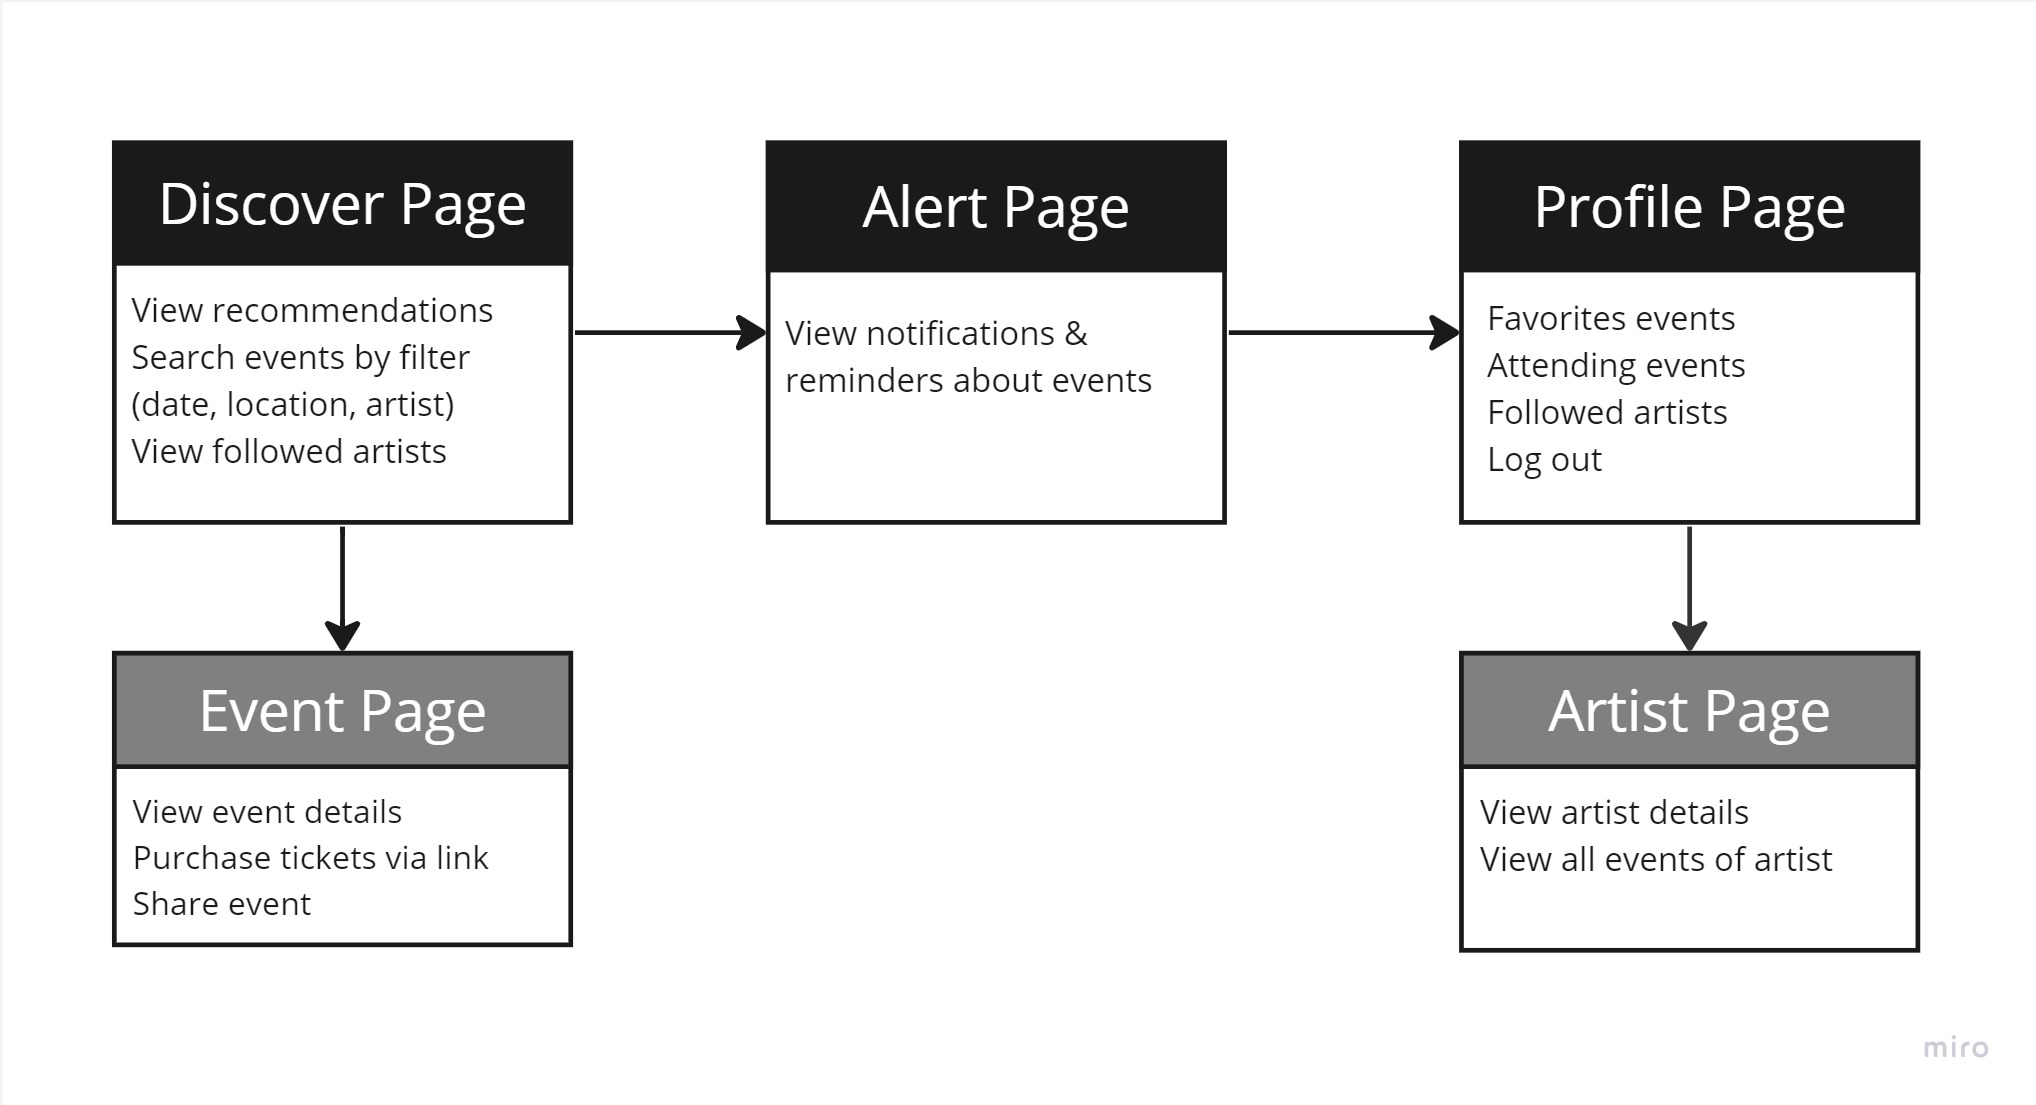 Discover Page
View recommendations
Search events by filter
(date, location, artist)
View followed artists
Alert Page
View notifications &
reminders about events
Profile Page
Favorites events
Attending events
Followed artists
Log out
Event Page
View event details
Purchase tickets via link
Share event
Artist Page
View artist details
View all events of artist
miro